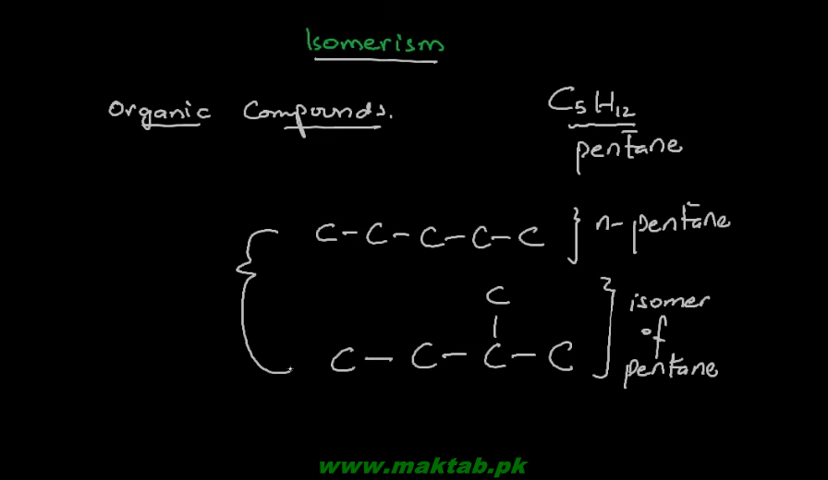 Isomerism
Organic Compounds.
C₅H₁₂
pentane
C-C-C-C-C } n-pentane
C
|
C-C-C-C
isomer
of
pentane
www.maktab.pk